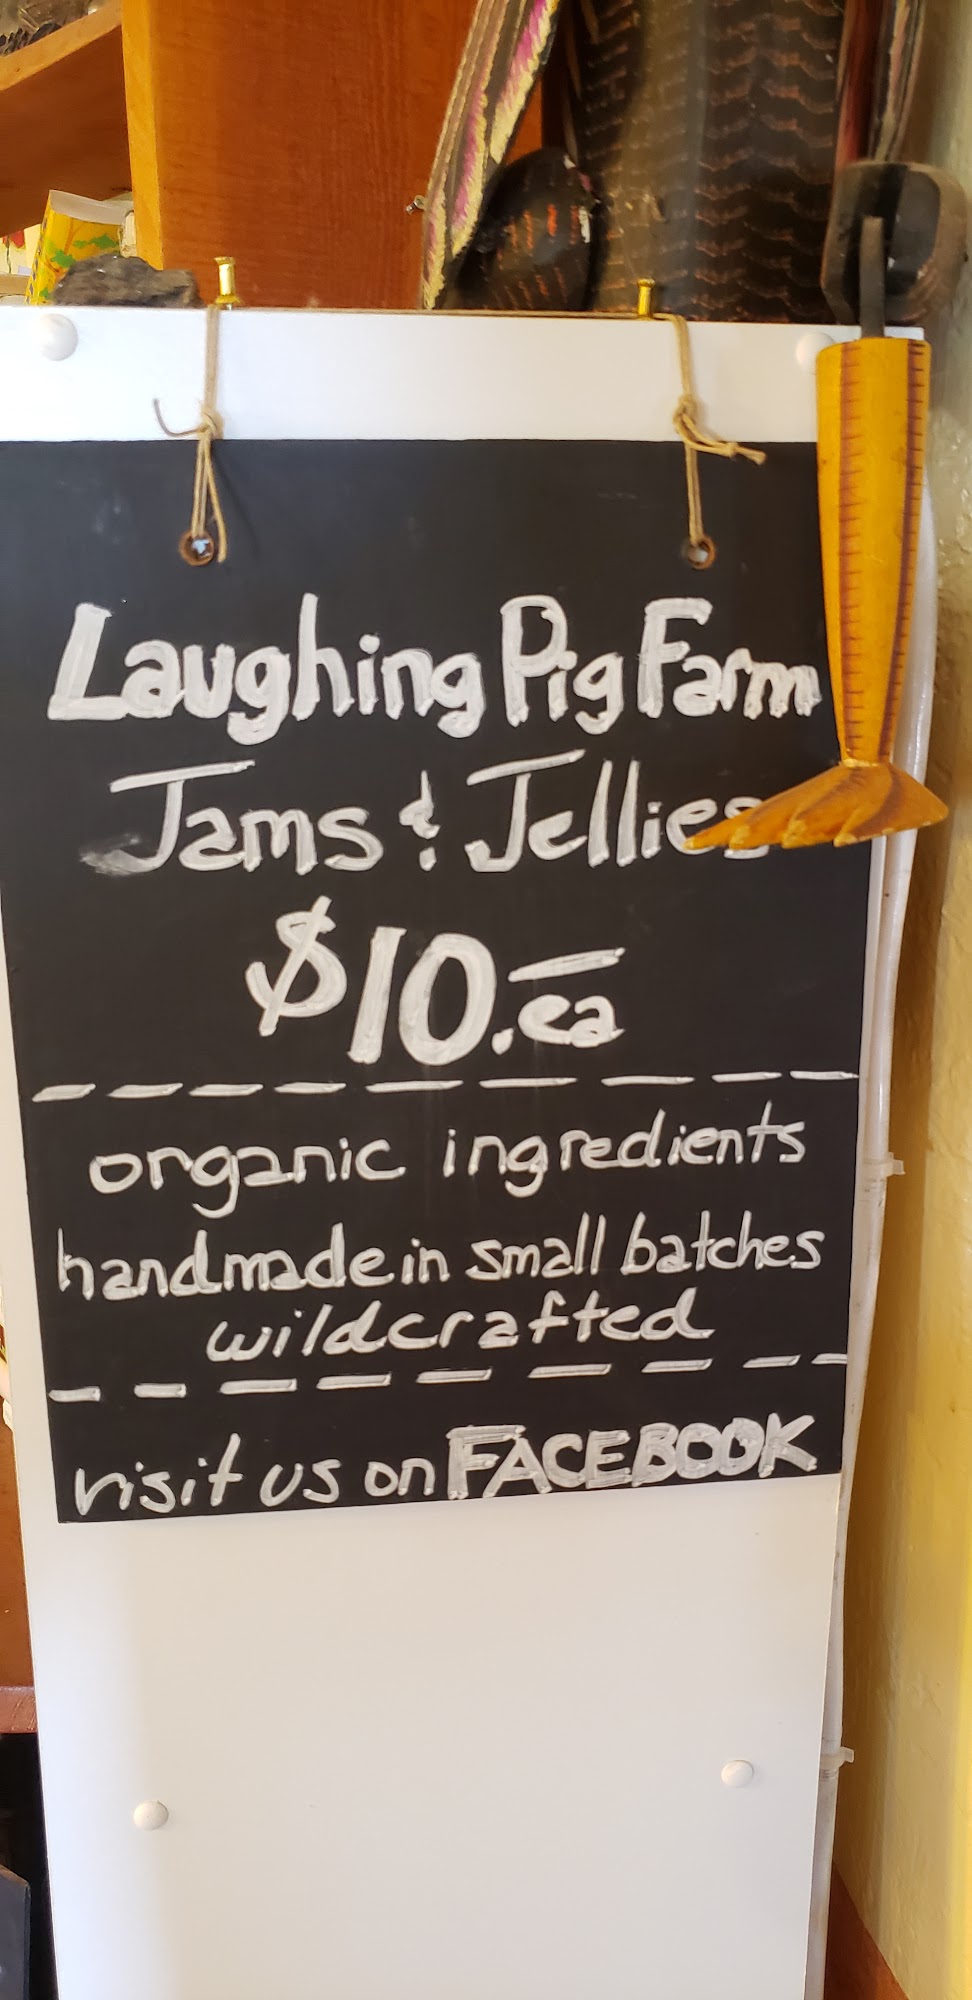 Laughing Pig Farm
Jams & Jellies
$10. ea
organic ingredients
handmade in small batches
wildcrafted
visit us on FACEBOOK